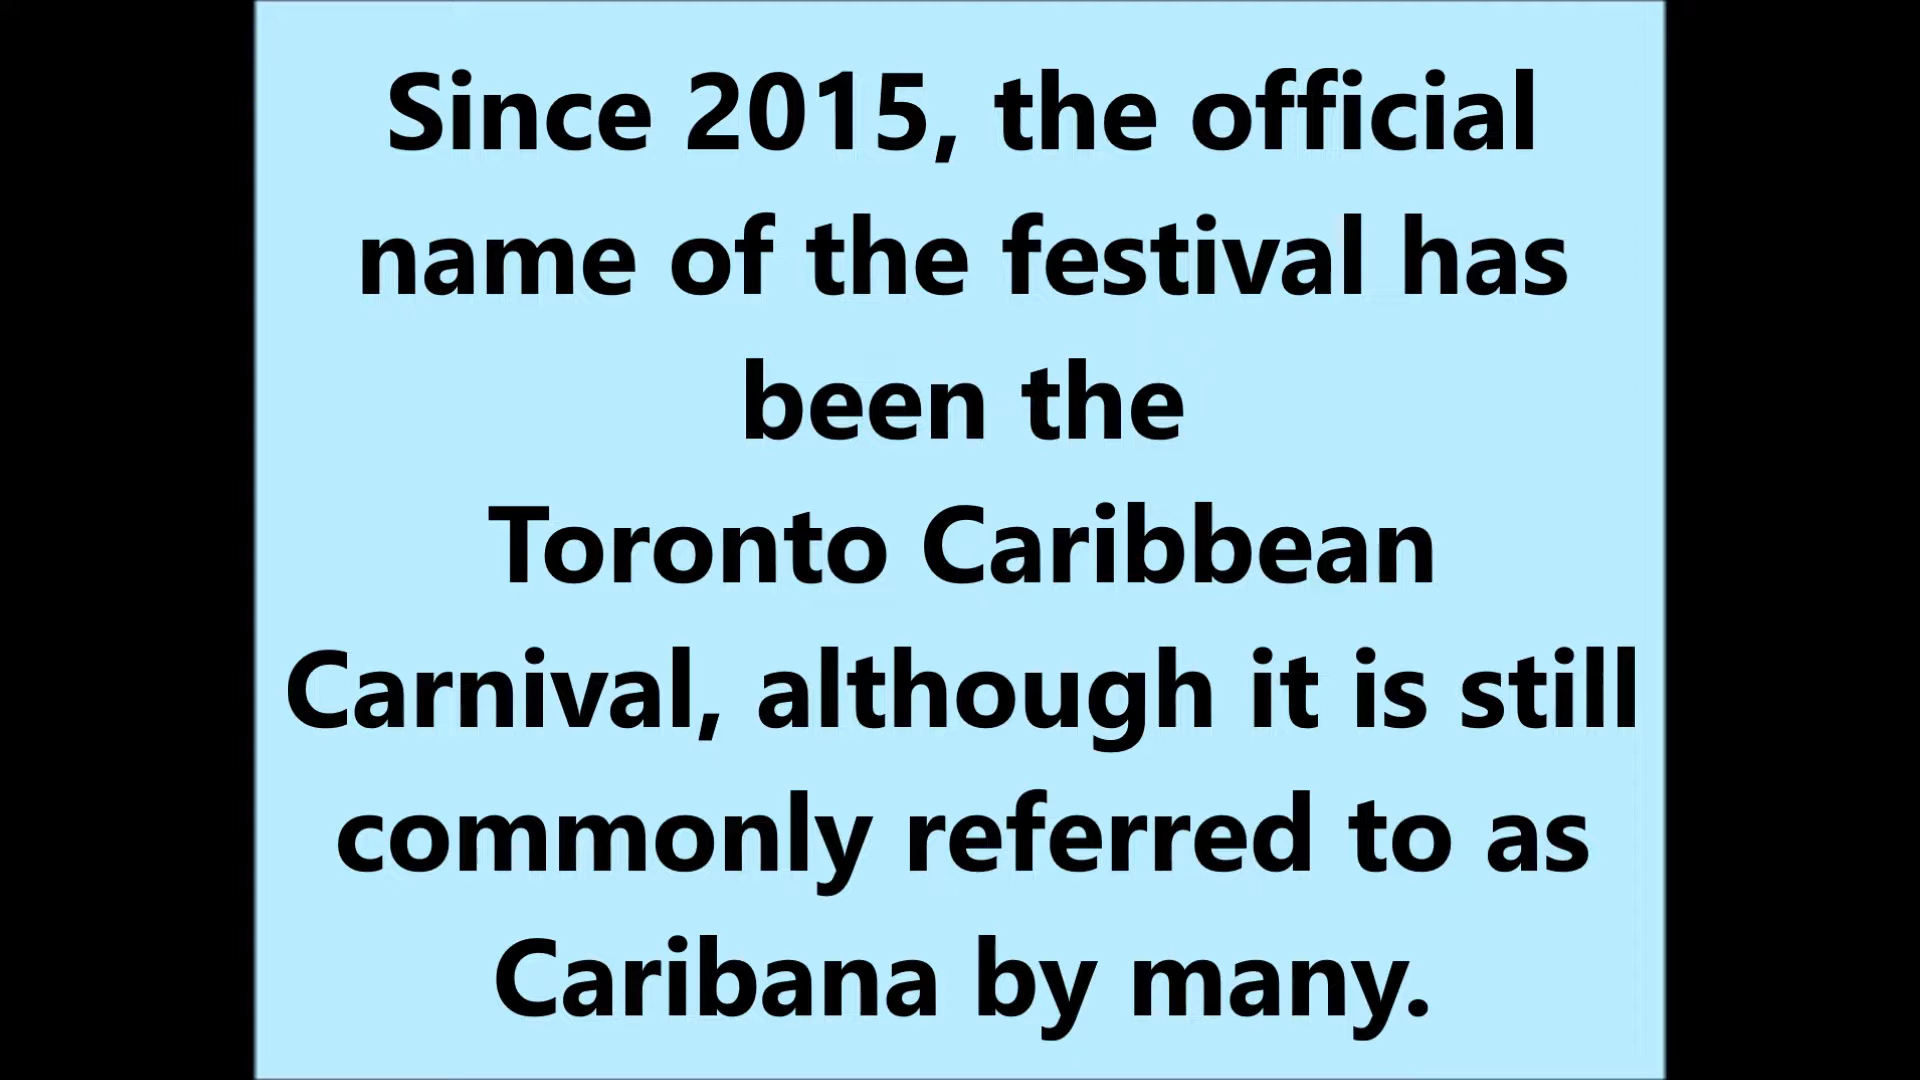 Since 2015, the official
name of the festival has
been the
Toronto Caribbean
Carnival, although it is still
commonly referred to as
Caribana by many.